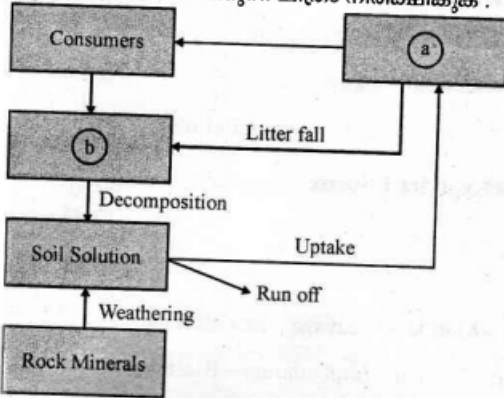 നിരീക്ഷിക്കുക .
Consumers
a
b
Litter fall
Decomposition
Soil Solution
Uptake
Run off
Weathering
Rock Minerals